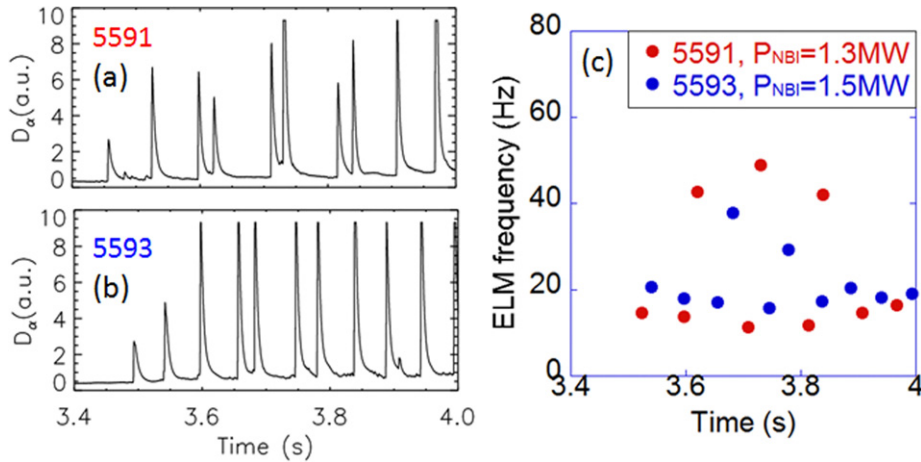 5591
(a)
Dα(a.u.)
10
8
6
4
2
0
5593
(b)
Dα(a.u.)
10
8
6
4
2
0
3.4 3.6 3.8 4.0
Time (s)
(c)
5591, PNBI=1.3MW
5593, PNBI=1.5MW
ELM frequency (Hz)
80
60
40
20
0
3.4 3.6 3.8 4
Time (s)